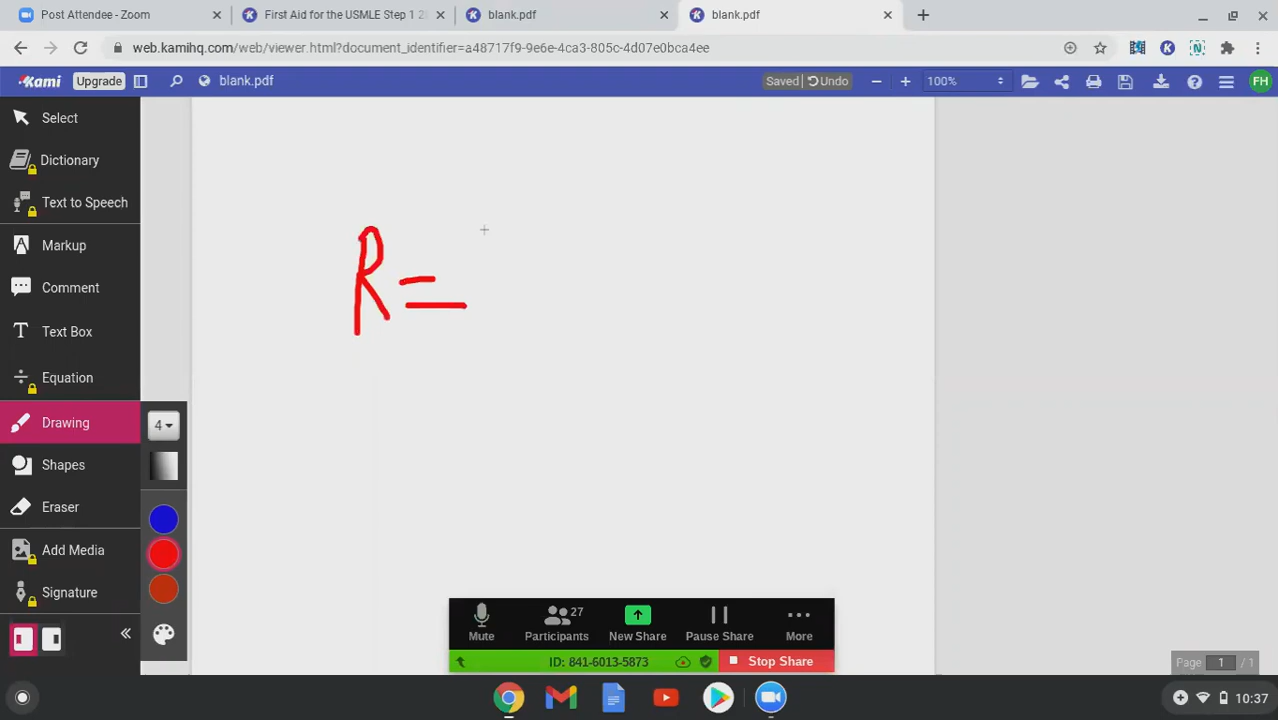 Post Attendee - Zoom
First Aid for the USMLE Step 1 2
blank.pdf
blank.pdf
web.kamihq.com/web/viewer.html?document_identifier=a48717f9-9e6e-4ca3-805c-4d07e0bca4ee
Kami
Upgrade
blank.pdf
Saved
Undo
100%
FH
Select
Dictionary
Text to Speech
Markup
Comment
Text Box
Equation
Drawing
4
Shapes
Eraser
Add Media
Signature
R =
27
Mute
Participants
New Share
Pause Share
More
ID: 841-6013-5873
Stop Share
Page 1 / 1
10:37